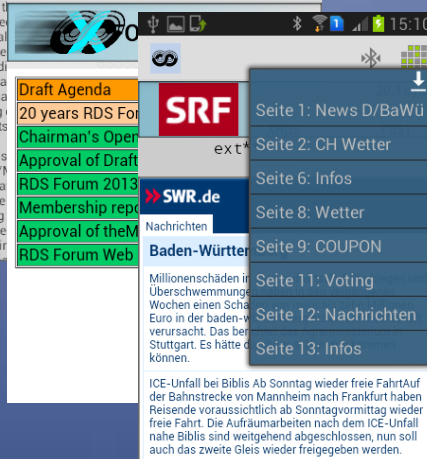 Draft Agenda
20 years RDS For
Chairman's Open
Approval of Draft
RDS Forum 2013
Membership repo
Approval of theM
RDS Forum Web
15:10
SRF
ext*
Seite 1: News D/BaWü
Seite 2: CH Wetter
Seite 6: Infos
Seite 8: Wetter
Seite 9: COUPON
Seite 11: Voting
Seite 12: Nachrichten
Seite 13: Infos
SWR.de
Nachrichten
Baden-Württe
Millionenschäden in
Überschwemmunge
Wochen einen Scha
Euro in der baden-w
verursacht. Das ber
Stuttgart. Es hätte d
können.
ICE-Unfall bei Biblis Ab Sonntag wieder freie FahrtAuf
der Bahnstrecke von Mannheim nach Frankfurt haben
Reisende voraussichtlich ab Sonntagvormittag wieder
freie Fahrt. Die Aufräumarbeiten nach dem ICE-Unfall
nahe Biblis sind weitgehend abgeschlossen, nun soll
auch das zweite Gleis wieder freigegeben werden.